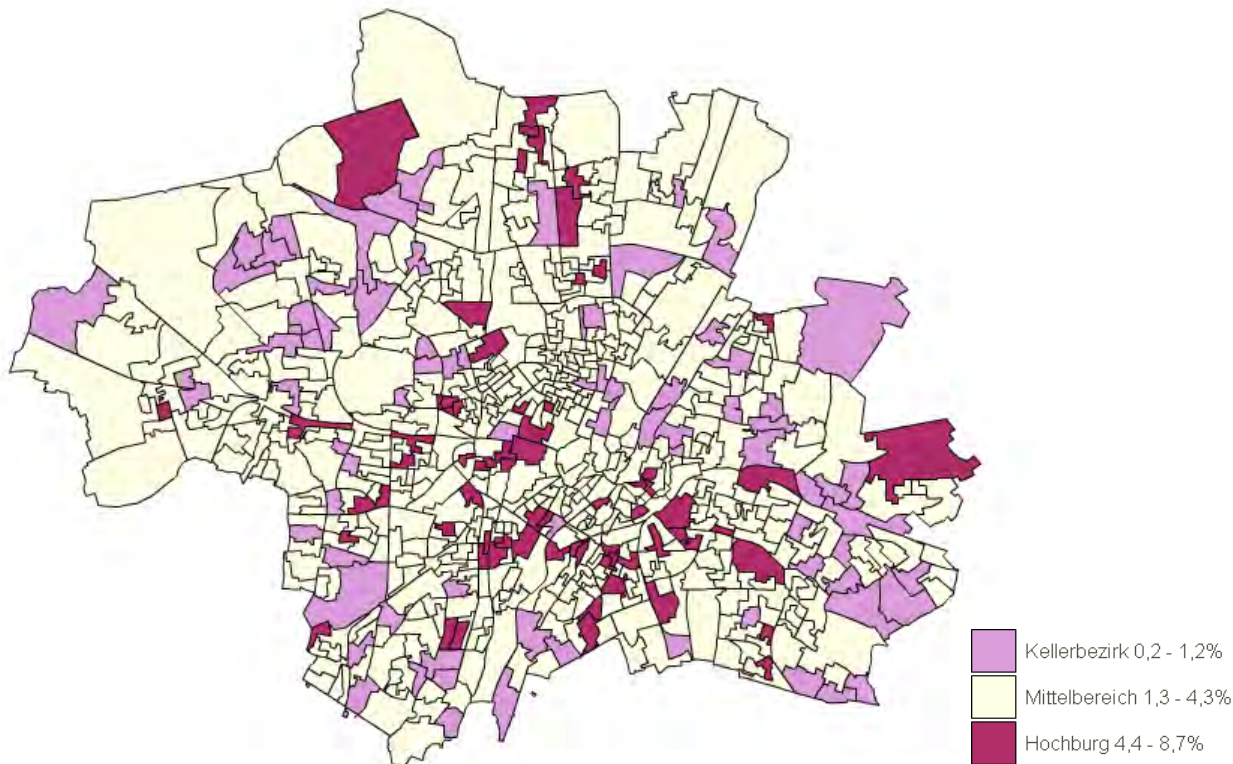 Kellerbezirk 0,2 - 1,2%
Mittelbereich 1,3 - 4,3%
Hochburg 4,4 - 8,7%